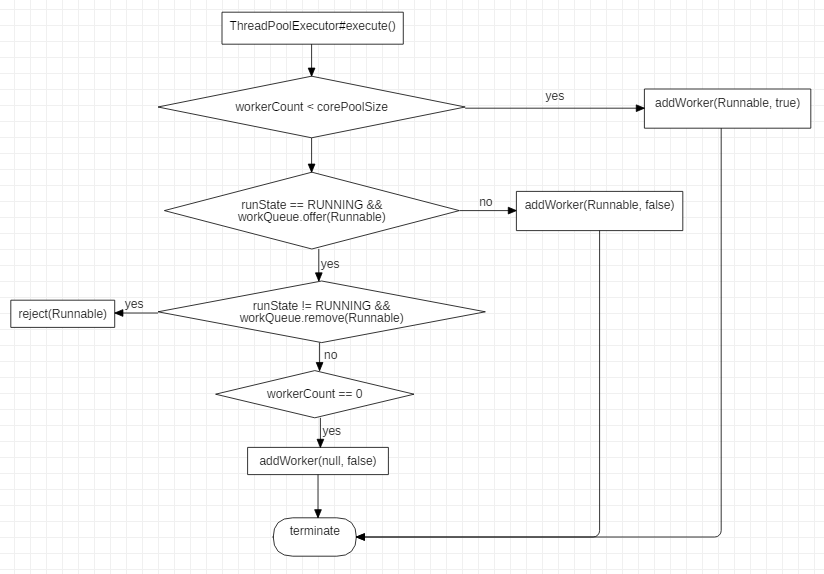 ThreadPoolExecutor#execute()
workerCount < corePoolSize
yes
addWorker(Runnable, true)
runState == RUNNING &&
workQueue.offer(Runnable)
no
addWorker(Runnable, false)
yes
runState != RUNNING &&
workQueue.remove(Runnable)
yes
reject(Runnable)
no
workerCount == 0
yes
addWorker(null, false)
terminate